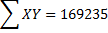 ∑ XY = 169235